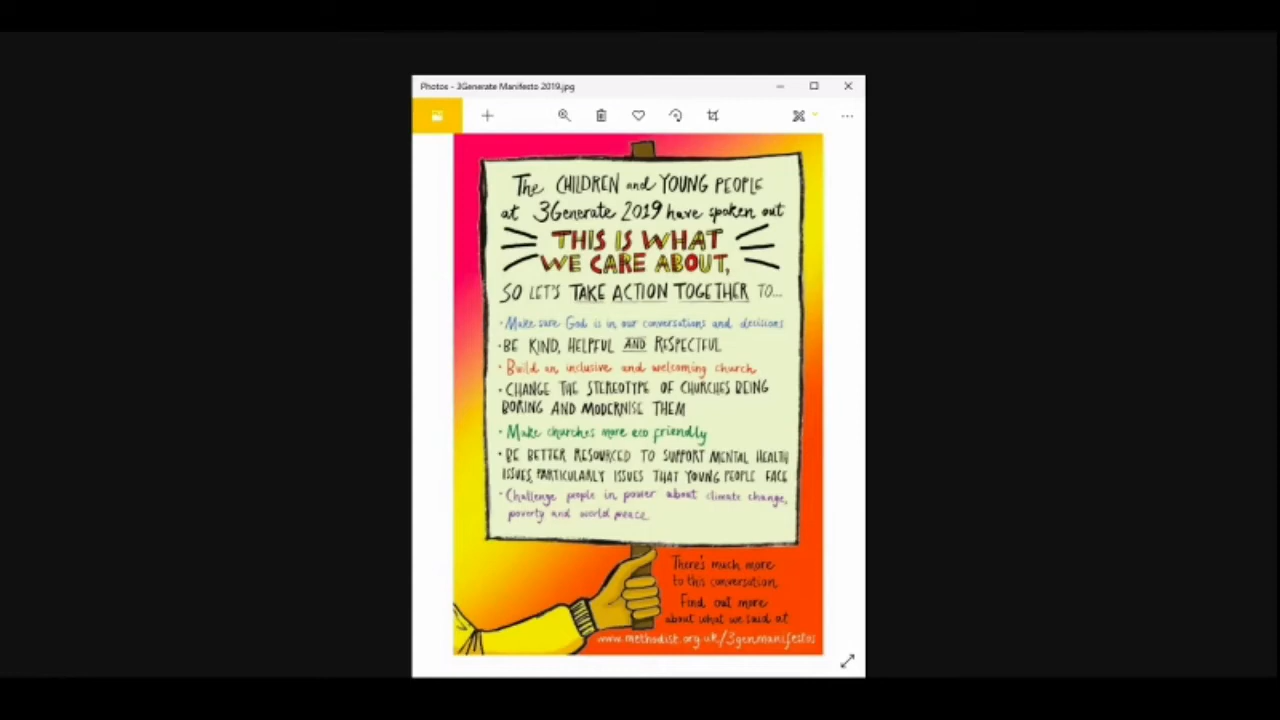 Photos - 3Generate Manifesto 2019.jpg
The CHILDREN and YOUNG PEOPLE
at 3Generate 2019 have spoken out
THIS IS WHAT
WE CARE ABOUT,
SO LET'S TAKE ACTION TOGETHER TO...
· Make sure God is in our conversations and decisions
· BE KIND, HELPFUL AND RESPECTFUL
· Build an inclusive and welcoming church
· CHANGE THE STEREOTYPE OF CHURCHES BEING
BORING AND MODERNISE THEM
· Make churches more eco friendly
· BE BETTER RESOURCED TO SUPPORT MENTAL HEALTH
ISSUES, PARTICULARLY ISSUES THAT YOUNG PEOPLE FACE
· Challenge people in power about climate change,
poverty and world peace
There's much more
to this conversation
Find out more
about what we said at
www.methodist.org.uk/3genmanifestos